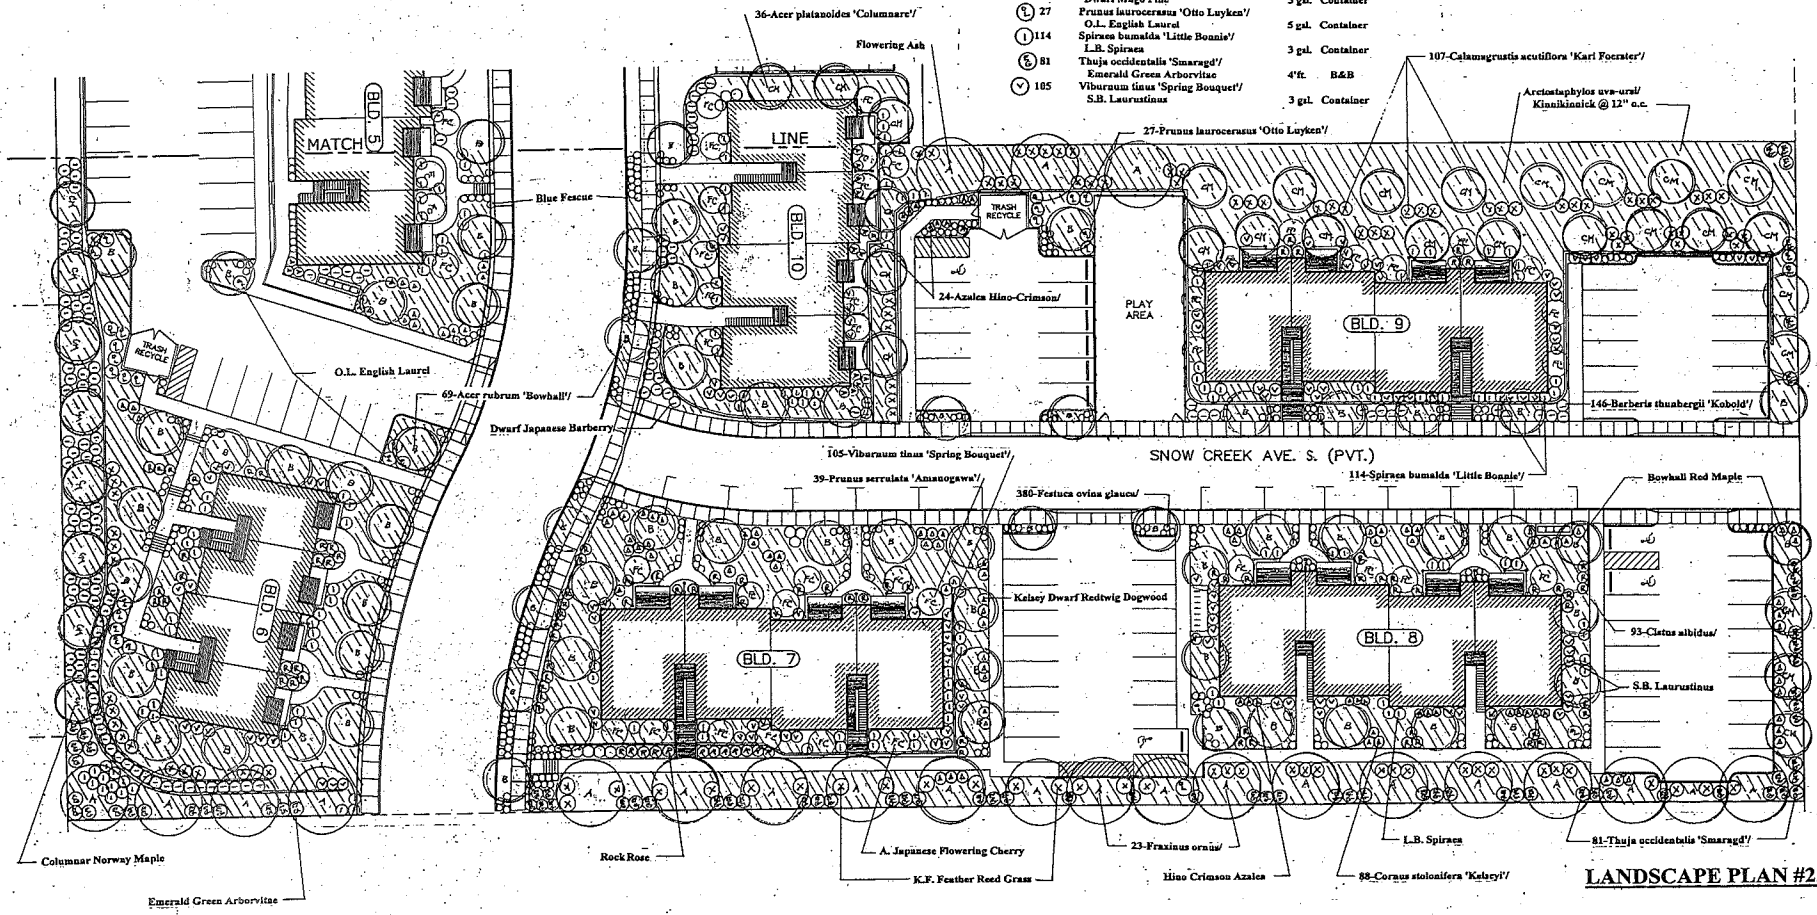 36-Acer platanoides 'Columnare'/
Flowering Ash
Dwarf Mugo Pine 3 gal. Container
27 Prunus laurocerasus 'Otto Luyken'/
O.L. English Laurel 5 gal. Container
114 Spiraea bumalda 'Little Bonnie'/
L.B. Spiraea 3 gal. Container
81 Thuja occidentalis 'Smaragd'/
Emerald Green Arborvitae 4'ft. B&B
105 Viburnum tinus 'Spring Bouquet'/
S.B. Laurustinus 3 gal. Container
107-Calamagrustis acutiflora 'Karl Foerster'/
Arctostaphylos uva-ursi/
Kinnikinnick @ 12" o.c.
27-Prunus laurocerasus 'Otto Luyken'/
BLD. 5
MATCH
LINE
Blue Fescue
BLD. 10
TRASH
RECYCLE
24-Azalea Hino-Crimson/
PLAY
AREA
BLD. 9
TRASH
RECYCLE
O.L. English Laurel
69-Acer rubrum 'Bowhall'/
Dwarf Japanese Barberry
146-Barberis thunbergii 'Kobold'/
105-Viburnum tinus 'Spring Bouquet'/
SNOW CREEK AVE. S. (PVT.)
39-Prunus serrulata 'Amanogawa'/
380-Festuca ovina glauca/
114-Spiraea bumalda 'Little Bonnie'/
Bowhall Red Maple
BLD. 6
Kelsey Dwarf Redtwig Dogwood
BLD. 7
BLD. 8
93-Cistus albidus/
S.B. Laurustinus
Columnar Norway Maple
Rock Rose
A. Japanese Flowering Cherry
23-Fraxinus ornus/
L.B. Spiraea
81-Thuja occidentalis 'Smaragd'/
K.F. Feather Reed Grass
Hino Crimson Azalea
88-Cornus stolonifera 'Kelseyi'/
Emerald Green Arborvitae
LANDSCAPE PLAN #2